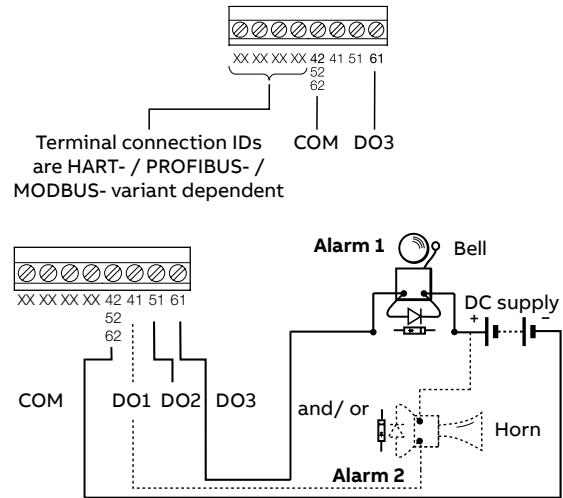 XX XX XX XX 42 41 51 61
52
62
Terminal connection IDs
are HART- / PROFIBUS- /
MODBUS- variant dependent
COM DO3
Alarm 1
Bell
DC supply
+ −
XX XX XX XX 42 41 51 61
52
62
COM DO1 DO2 DO3
and/ or
Horn
Alarm 2